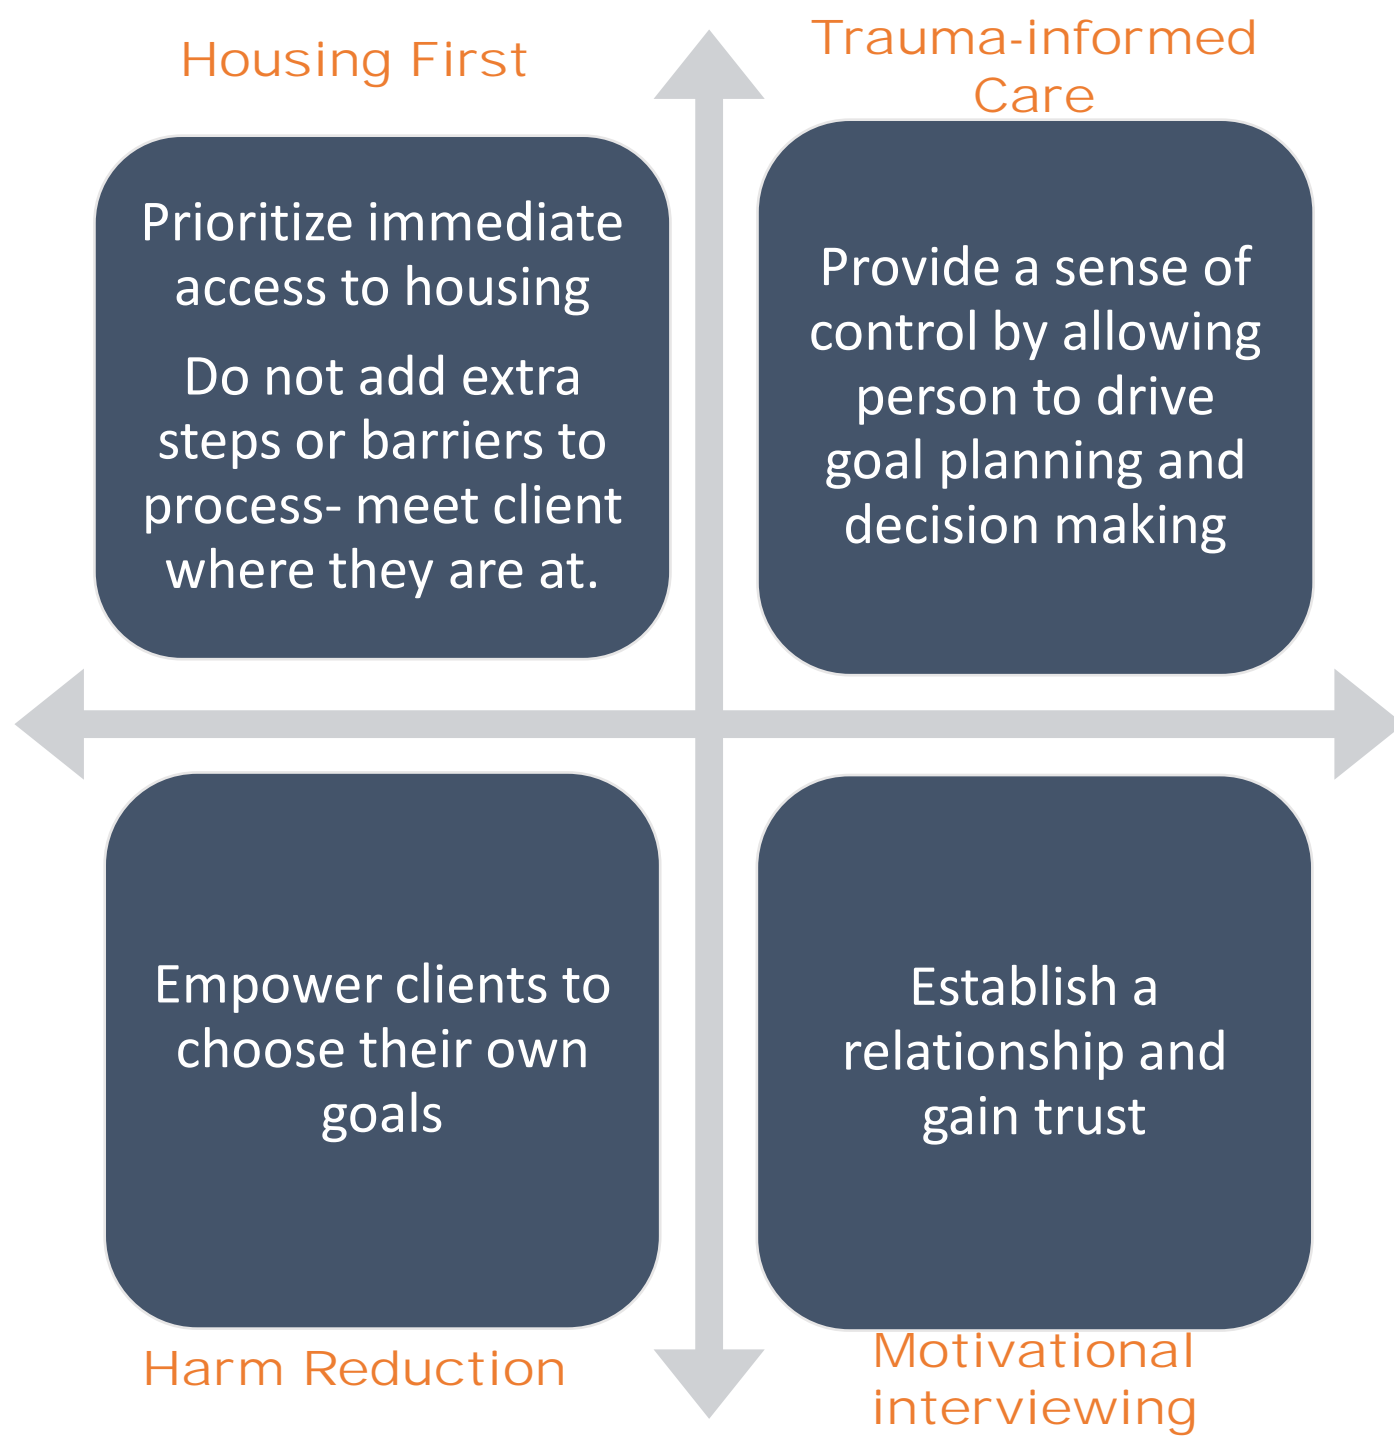 Housing First
Prioritize immediate
access to housing
Do not add extra
steps or barriers to
process- meet client
where they are at.
Trauma-informed
Care
Provide a sense of
control by allowing
person to drive
goal planning and
decision making
Empower clients to
choose their own
goals
Harm Reduction
Establish a
relationship and
gain trust
Motivational
interviewing